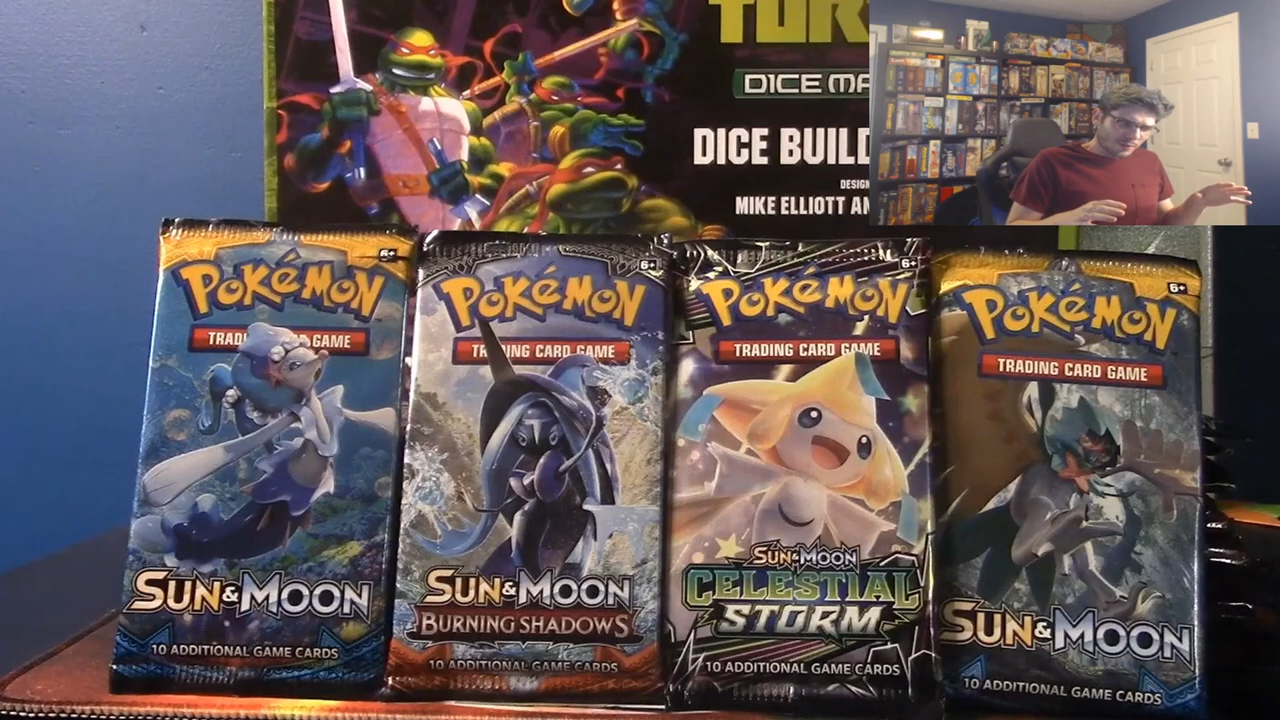 TUR
DICE MA
DICE BUILD
DESIGN
MIKE ELLIOTT AN
6+
POKéMON
TRADING CARD GAME
SUN & MOON
10 ADDITIONAL GAME CARDS
6+
POKéMON
TRADING CARD GAME
SUN & MOON
BURNING SHADOWS
10 ADDITIONAL GAME CARDS
6+
POKéMON
TRADING CARD GAME
SUN & MOON
CELESTIAL
STORM
10 ADDITIONAL GAME CARDS
6+
POKéMON
TRADING CARD GAME
SUN & MOON
10 ADDITIONAL GAME CARDS